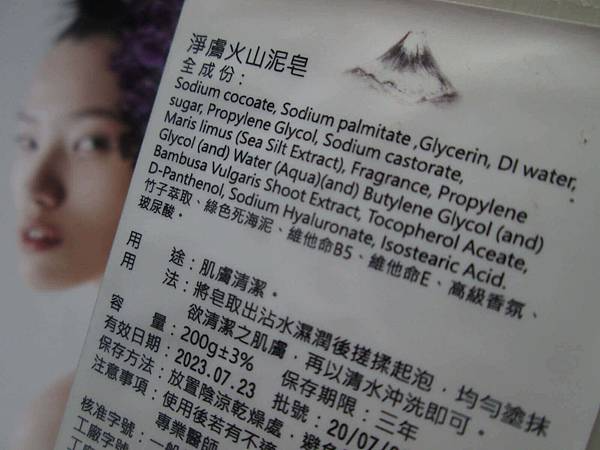 淨膚火山泥皂
全成份：
Sodium cocoate, Sodium palmitate ,Glycerin, DI water,
sugar, Propylene Glycol, Sodium castorate,
Maris limus (Sea Silt Extract), Fragrance, Propylene
Glycol (and) Water (Aqua)(and) Butylene Glycol (and)
Bambusa Vulgaris Shoot Extract, Tocopherol Aceate,
D-Panthenol, Sodium Hyaluronate, Isostearic Acid.
竹子萃取、綠色死海泥、維他命B5、維他命E、高級香氛、
玻尿酸。
用　途：肌膚清潔。
用　法：將皂取出沾水濕潤後搓揉起泡，均勻塗抹
欲清潔之肌膚，再以清水沖洗即可。
容　量：200g±3%　保存期限：三年
有效日期：2023.07.23　批號：20/07/2
保存方法：放置陰涼乾燥處，避免
注意事項：使用後若有不適
專業醫師
核准字號：一般
工廠字號